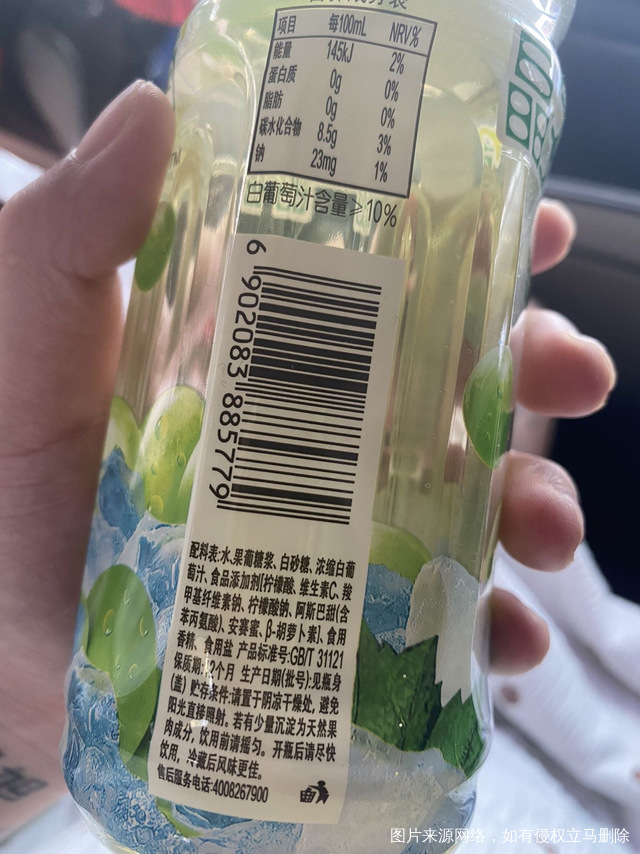 项目 每100mL NRV%
能量 145kJ 2%
蛋白质 0g 0%
脂肪 0g 0%
碳水化合物 8.5g 3%
钠 23mg 1%
白葡萄汁含量≥10%
6 902083 885779
配料表:水、果葡糖浆、白砂糖、浓缩白葡
萄汁、食品添加剂[柠檬酸、维生素C、羧
甲基纤维素钠、柠檬酸钠、阿斯巴甜(含
苯丙氨酸)、安赛蜜、β-胡萝卜素]、食用
香精、食用盐 产品标准号:GB/T 31121
保质期:12个月 生产日期(批号):见瓶身
(盖) 贮存条件:请置于阴凉干燥处, 避免
阳光直接照射。若有少量沉淀为天然果
肉成分, 饮用前请摇匀。开瓶后请尽快
饮用, 冷藏后风味更佳。
售后服务电话:4008267900
图片来源网络，如有侵权立马删除